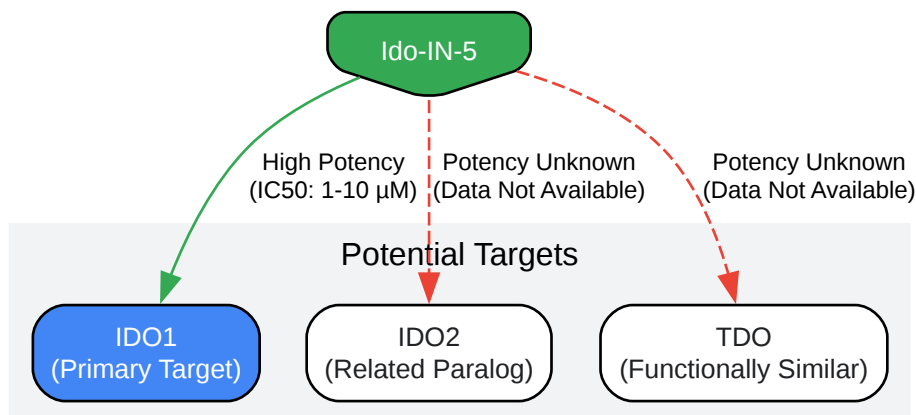 Ido-IN-5
High Potency
(IC50: 1-10 µM)
Potency Unknown
(Data Not Available)
Potency Unknown
(Data Not Available)
Potential Targets
IDO1
(Primary Target)
IDO2
(Related Paralog)
TDO
(Functionally Similar)